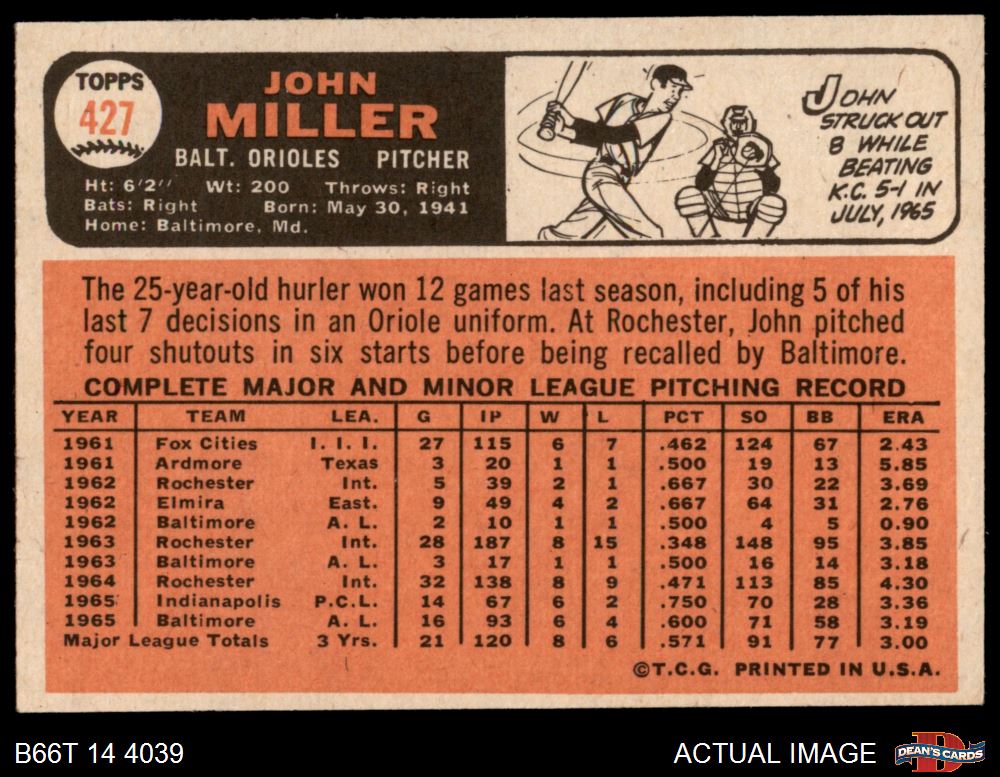 TOPPS
427
JOHN
MILLER
BALT. ORIOLES PITCHER
Ht: 6'2" Wt: 200 Throws: Right
Bats: Right Born: May 30, 1941
Home: Baltimore, Md.
JOHN
STRUCK OUT
8 WHILE
BEATING
K.C. 5-1 IN
JULY, 1965
The 25-year-old hurler won 12 games last season, including 5 of his
last 7 decisions in an Oriole uniform. At Rochester, John pitched
four shutouts in six starts before being recalled by Baltimore.
COMPLETE MAJOR AND MINOR LEAGUE PITCHING RECORD
YEAR TEAM LEA. G IP W L PCT SO BB ERA
1961 Fox Cities I. I. I. 27 115 6 7 .462 124 67 2.43
1961 Ardmore Texas 3 20 1 1 .500 19 13 5.85
1962 Rochester Int. 5 39 2 1 .667 30 22 3.69
1962 Elmira East. 9 49 4 2 .667 64 31 2.76
1962 Baltimore A. L. 2 10 1 1 .500 4 5 0.90
1963 Rochester Int. 28 187 8 15 .348 148 95 3.85
1963 Baltimore A. L. 3 17 1 1 .500 16 14 3.18
1964 Rochester Int. 32 138 8 9 .471 113 85 4.30
1965 Indianapolis P.C.L. 14 67 6 2 .750 70 28 3.36
1965 Baltimore A. L. 16 93 6 4 .600 71 58 3.19
Major League Totals 3 Yrs. 21 120 8 6 .571 91 77 3.00
©T.C.G. PRINTED IN U.S.A.
B66T 14 4039 ACTUAL IMAGE
DEAN'S CARDS